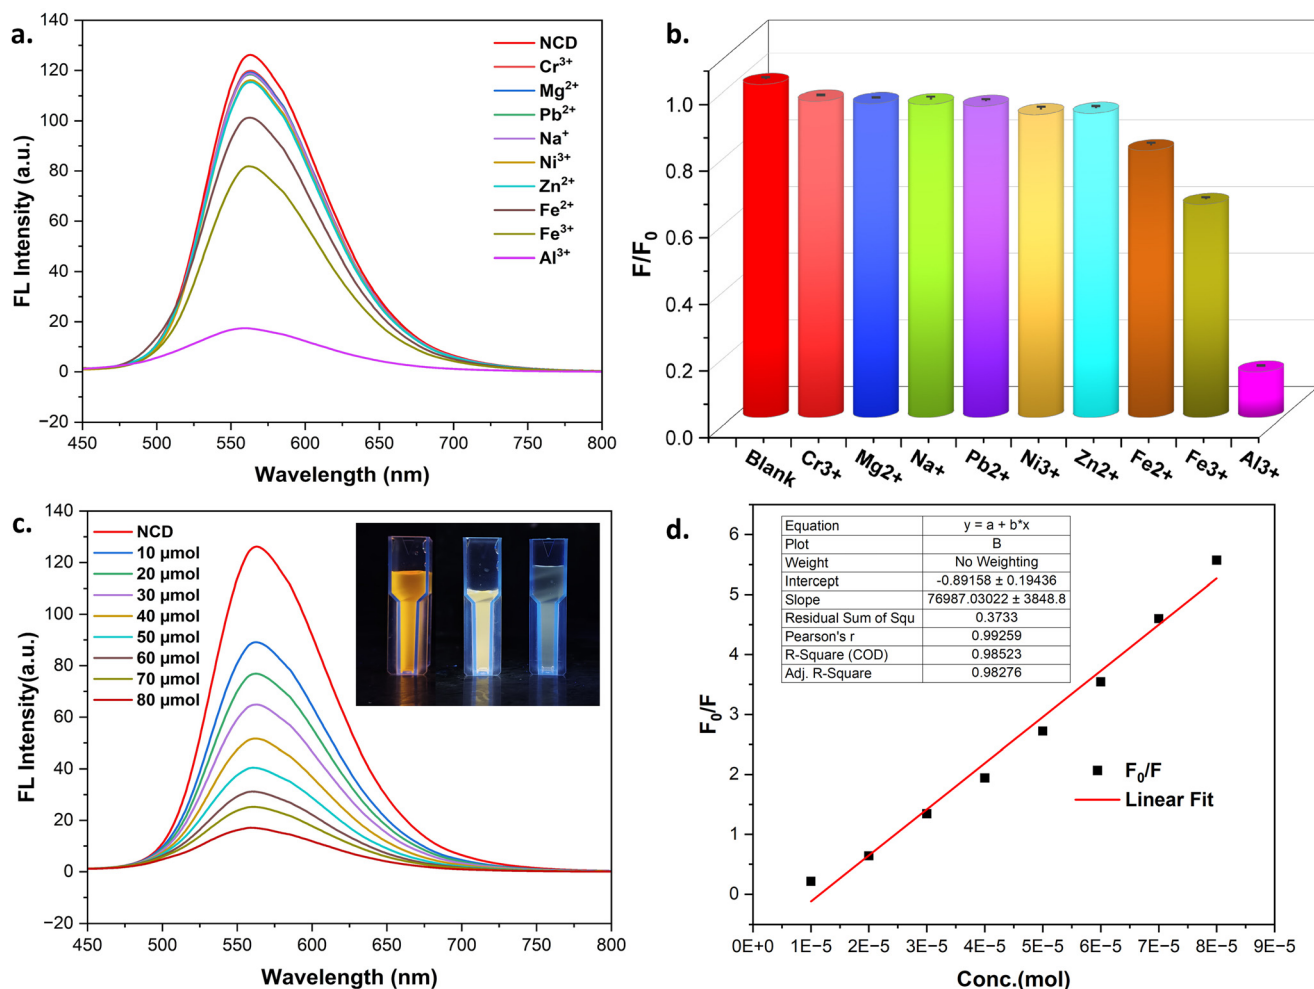 a.
140
120
100
80
60
40
20
0
−20
FL Intensity (a.u.)
450 500 550 600 650 700 750 800
Wavelength (nm)
NCD
Cr³⁺
Mg²⁺
Pb²⁺
Na⁺
Ni³⁺
Zn²⁺
Fe²⁺
Fe³⁺
Al³⁺
b.
1.0
0.8
0.6
0.4
0.2
0.0
F/F₀
Blank Cr3+ Mg2+ Na+ Pb2+ Ni3+ Zn2+ Fe2+ Fe3+ Al3+
c.
140
120
100
80
60
40
20
0
−20
FL Intensity(a.u.)
450 500 550 600 650 700 750 800
Wavelength (nm)
NCD
10 µmol
20 µmol
30 µmol
40 µmol
50 µmol
60 µmol
70 µmol
80 µmol
d.
6
5
4
3
2
1
0
F₀/F
Equation y = a + b*x
Plot B
Weight No Weighting
Intercept -0.89158 ± 0.19436
Slope 76987.03022 ± 3848.8
Residual Sum of Squ 0.3733
Pearson's r 0.99259
R-Square (COD) 0.98523
Adj. R-Square 0.98276
F₀/F
Linear Fit
0E+0 1E−5 2E−5 3E−5 4E−5 5E−5 6E−5 7E−5 8E−5 9E−5
Conc.(mol)